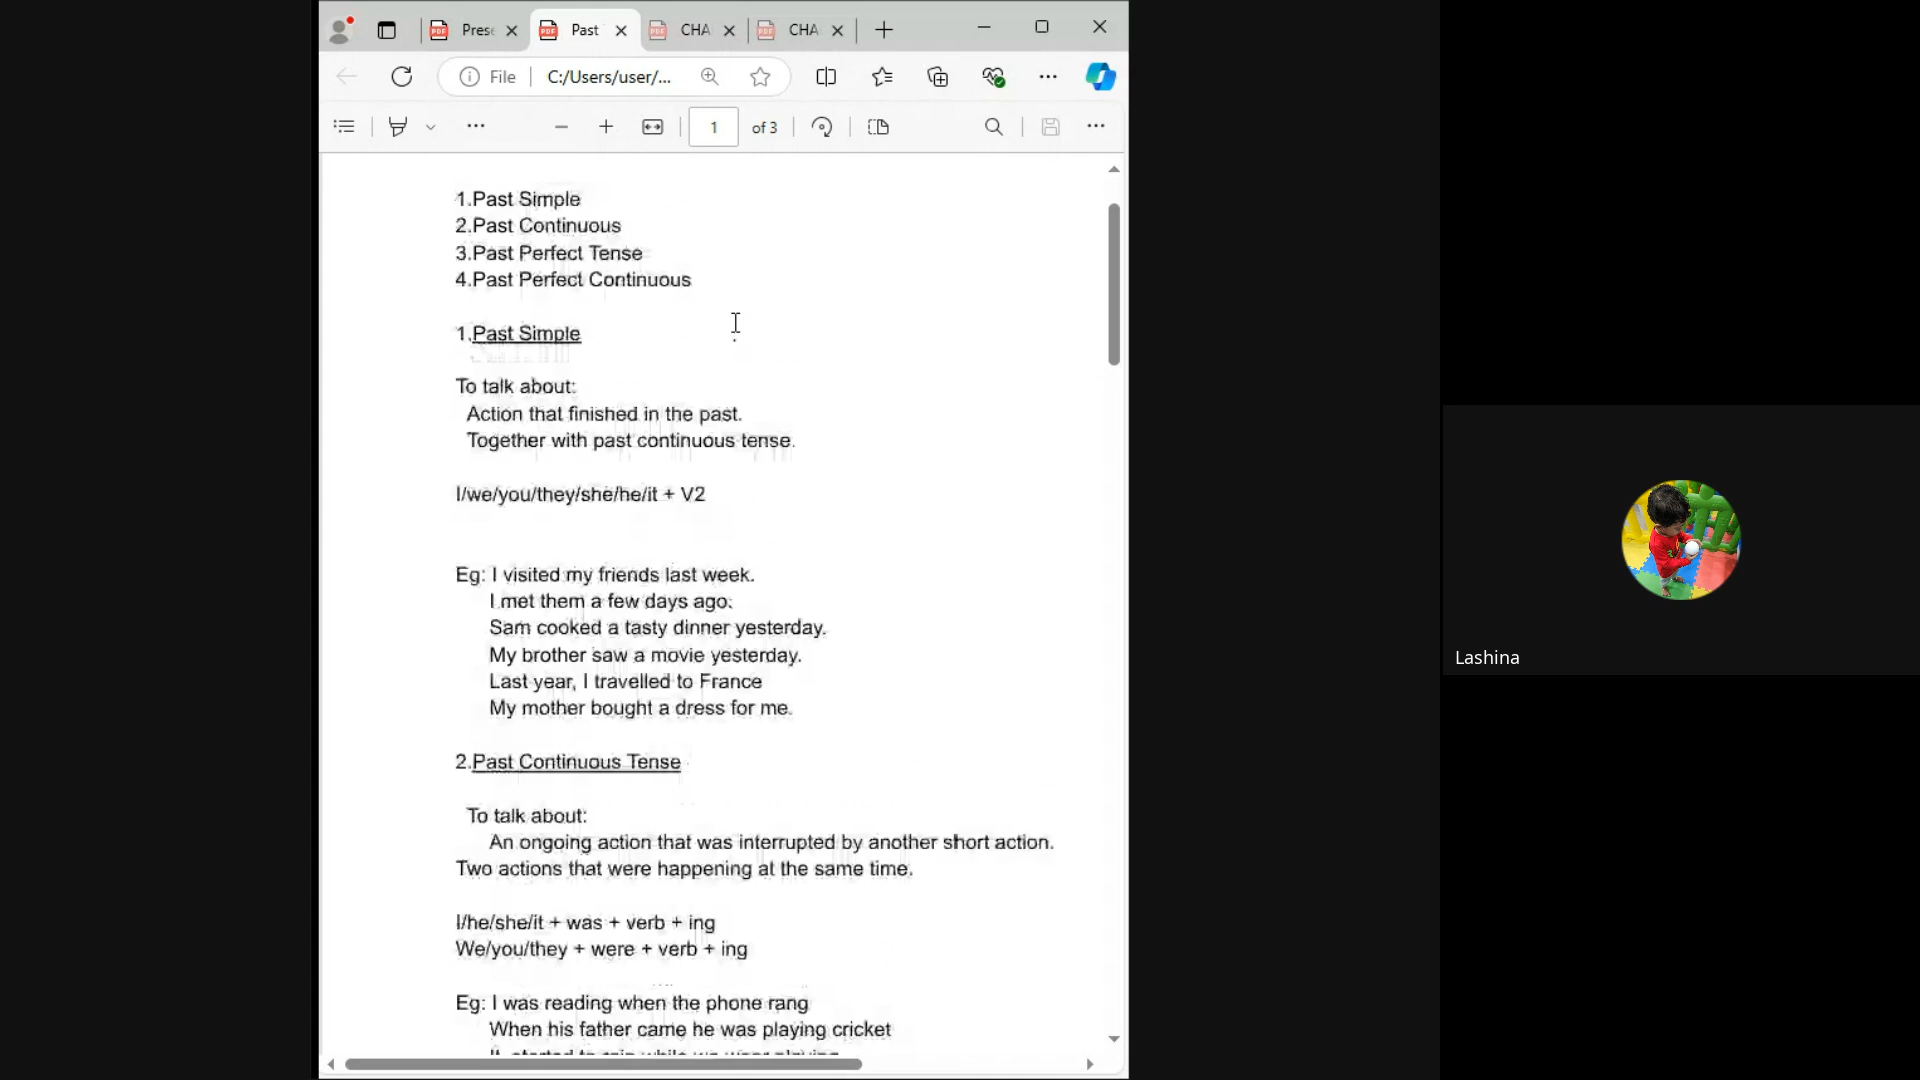 Prese
Past
CHA
CHA
File
C:/Users/user/...
1
of 3
1.Past Simple
2.Past Continuous
3.Past Perfect Tense
4.Past Perfect Continuous
1.Past Simple
To talk about:
Action that finished in the past.
Together with past continuous tense.
I/we/you/they/she/he/it + V2
Eg: I visited my friends last week.
I met them a few days ago.
Sam cooked a tasty dinner yesterday.
My brother saw a movie yesterday.
Last year, I travelled to France
My mother bought a dress for me.
2.Past Continuous Tense
To talk about:
An ongoing action that was interrupted by another short action.
Two actions that were happening at the same time.
I/he/she/it + was + verb + ing
We/you/they + were + verb + ing
Eg: I was reading when the phone rang
When his father came he was playing cricket
Lashina